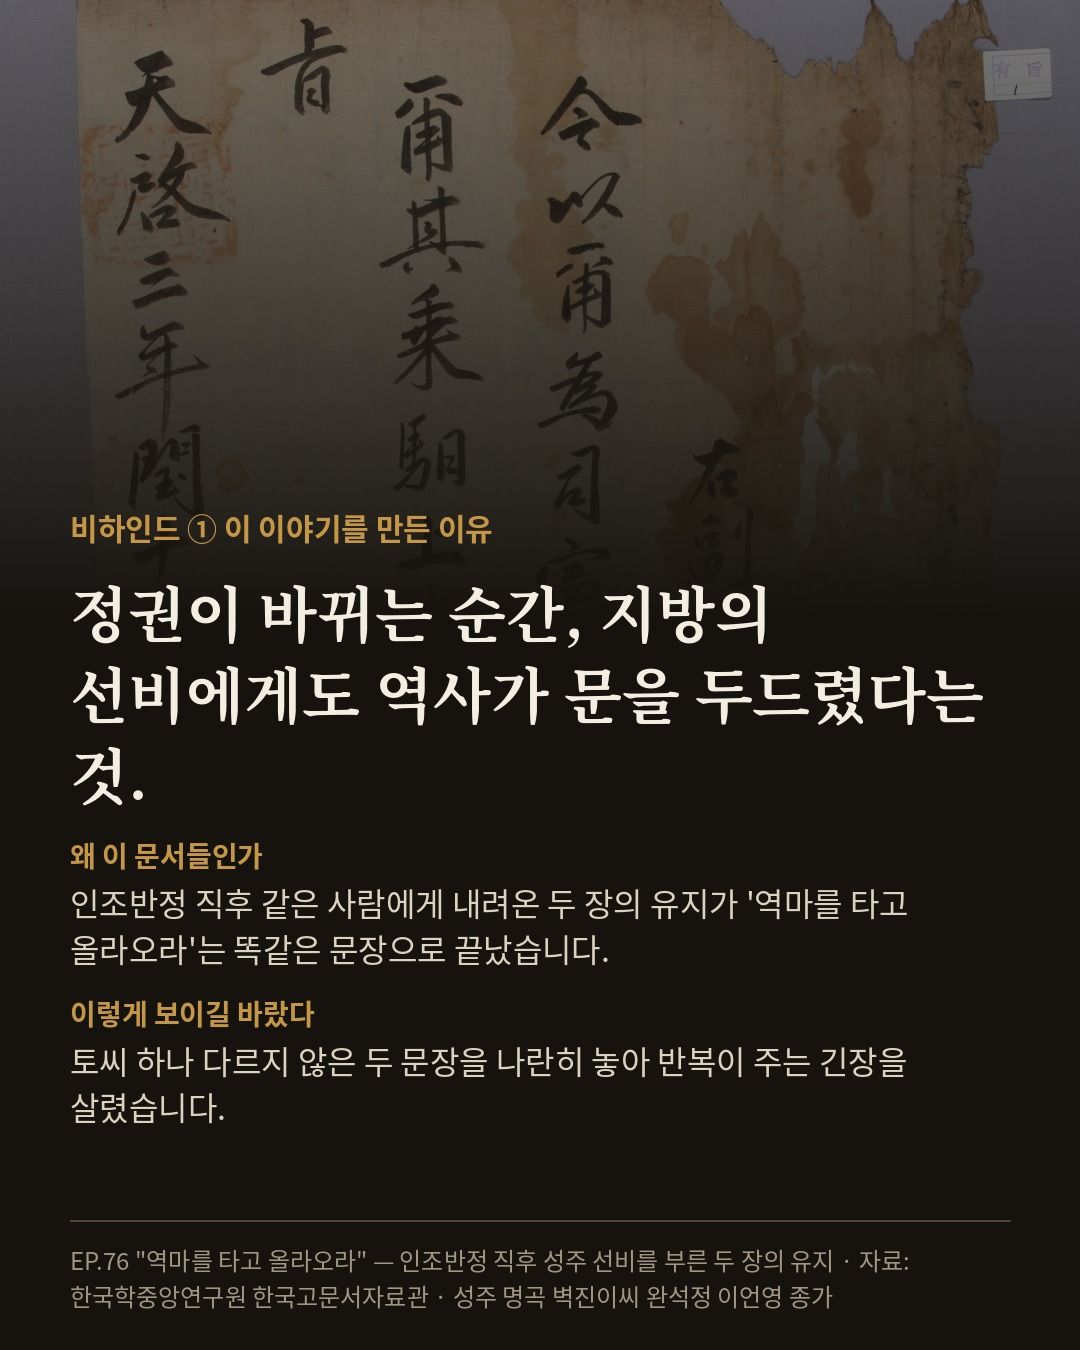 右副
令以爾為司憲
爾其乗馹上
旨
天啓三年閏十
有旨
1
비하인드 ① 이 이야기를 만든 이유
정권이 바뀌는 순간, 지방의
선비에게도 역사가 문을 두드렸다는
것.
왜 이 문서들인가
인조반정 직후 같은 사람에게 내려온 두 장의 유지가 '역마를 타고
올라오라'는 똑같은 문장으로 끝났습니다.
이렇게 보이길 바랐다
토씨 하나 다르지 않은 두 문장을 나란히 놓아 반복이 주는 긴장을
살렸습니다.
EP.76 "역마를 타고 올라오라" — 인조반정 직후 성주 선비를 부른 두 장의 유지 · 자료:
한국학중앙연구원 한국고문서자료관 · 성주 명곡 벽진이씨 완석정 이언영 종가